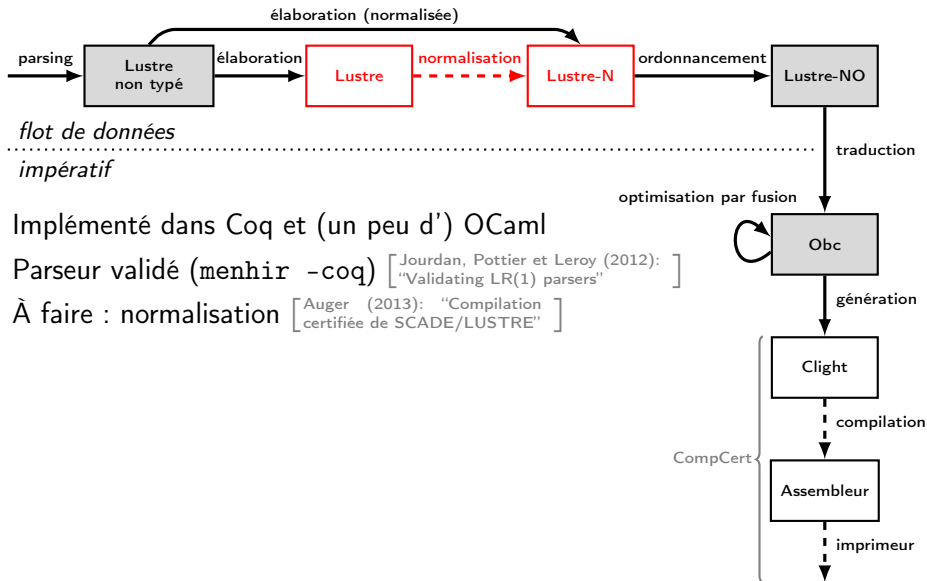 élaboration (normalisée)
parsing
Lustre
non typé
élaboration
Lustre
normalisation
Lustre-N
ordonnancement
Lustre-NO
flot de données
impératif
traduction
optimisation par fusion
Obc
Implémenté dans Coq et (un peu d') OCaml
Parseur validé (menhir -coq) [Jourdan, Pottier et Leroy (2012):
"Validating LR(1) parsers"]
À faire : normalisation [Auger (2013): "Compilation
certifiée de SCADE/LUSTRE"]
génération
Clight
compilation
CompCert
Assembleur
imprimeur